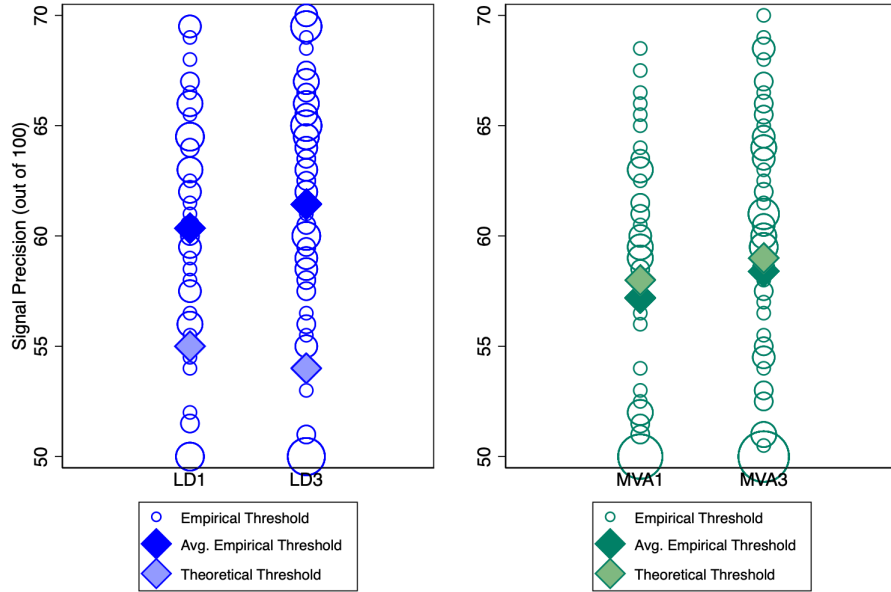 Signal Precision (out of 100)
70
65
60
55
50
LD1 LD3
Empirical Threshold
Avg. Empirical Threshold
Theoretical Threshold
70
65
60
55
50
MVA1 MVA3
Empirical Threshold
Avg. Empirical Threshold
Theoretical Threshold